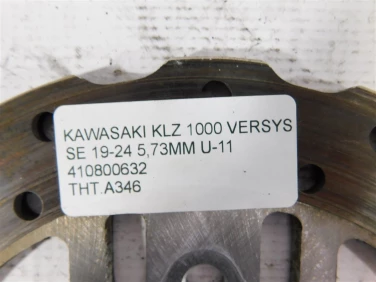 KAWASAKI KLZ 1000 VERSYS
SE 19-24 5,73MM U-11
410800632
THT.A346